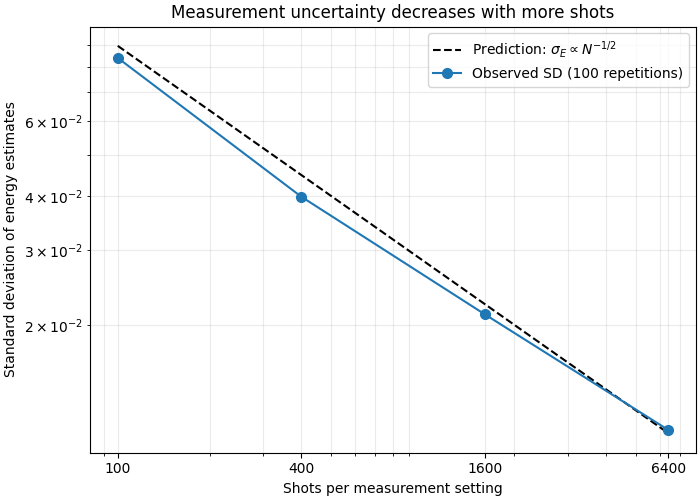 Measurement uncertainty decreases with more shots
Prediction: σ_E ∝ N^{−1/2}
Observed SD (100 repetitions)
Standard deviation of energy estimates
6 × 10^{−2}
4 × 10^{−2}
3 × 10^{−2}
2 × 10^{−2}
100 400 1600 6400
Shots per measurement setting